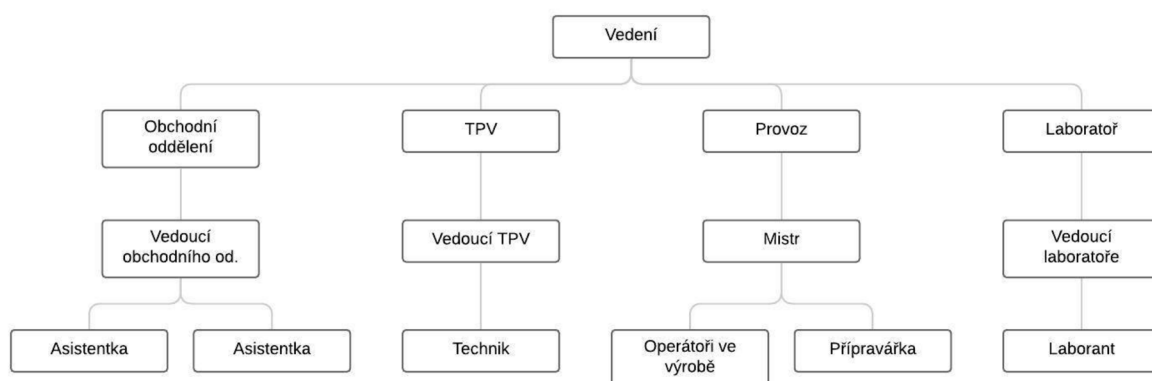 Vedení
Obchodní
oddělení
TPV
Provoz
Laboratoř
Vedoucí
obchodního od.
Vedoucí TPV
Mistr
Vedoucí
laboratoře
Asistentka
Asistentka
Technik
Operátoři ve
výrobě
Přípravářka
Laborant